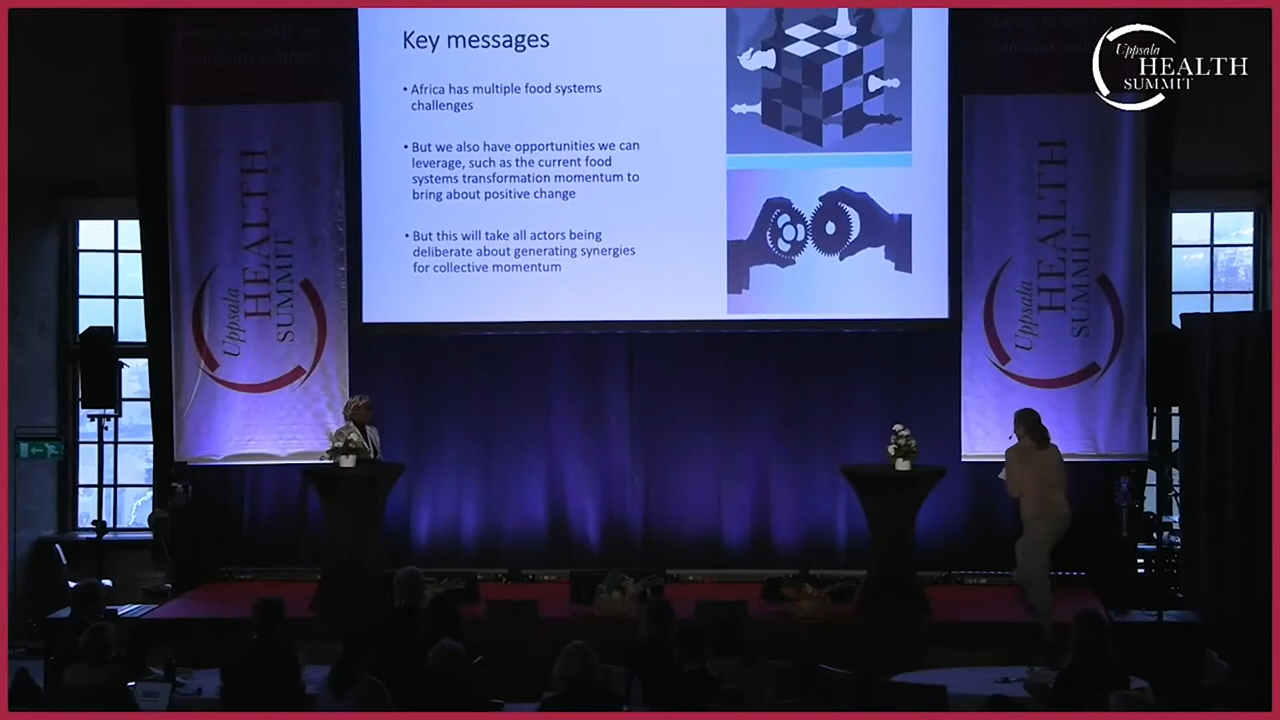 Key messages
• Africa has multiple food systems
challenges
• But we also have opportunities we can
leverage, such as the current food
systems transformation momentum to
bring about positive change
• But this will take all actors being
deliberate about generating synergies
for collective momentum
Uppsala
HEALTH
SUMMIT
Uppsala
HEALTH
SUMMIT
Uppsala
HEALTH
SUMMIT